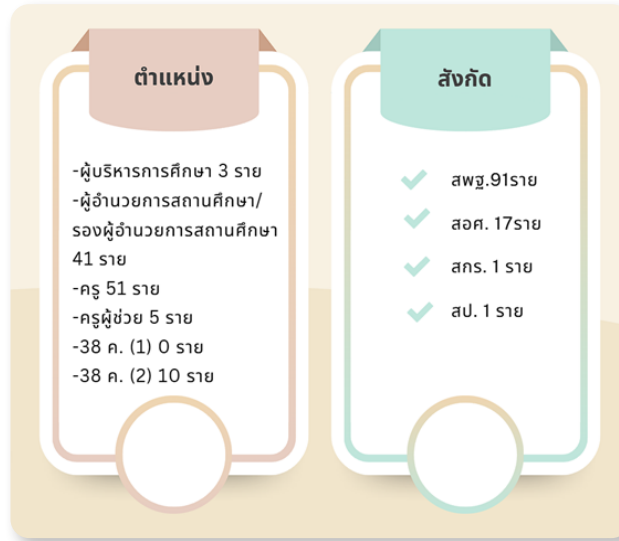 ตำแหน่ง
-ผู้บริหารการศึกษา 3 ราย
-ผู้อำนวยการสถานศึกษา/
รองผู้อำนวยการสถานศึกษา
41 ราย
-ครู 51 ราย
-ครูผู้ช่วย 5 ราย
-38 ค. (1) 0 ราย
-38 ค. (2) 10 ราย
สังกัด
สพฐ.91ราย
สอศ. 17ราย
สกร. 1 ราย
สป. 1 ราย